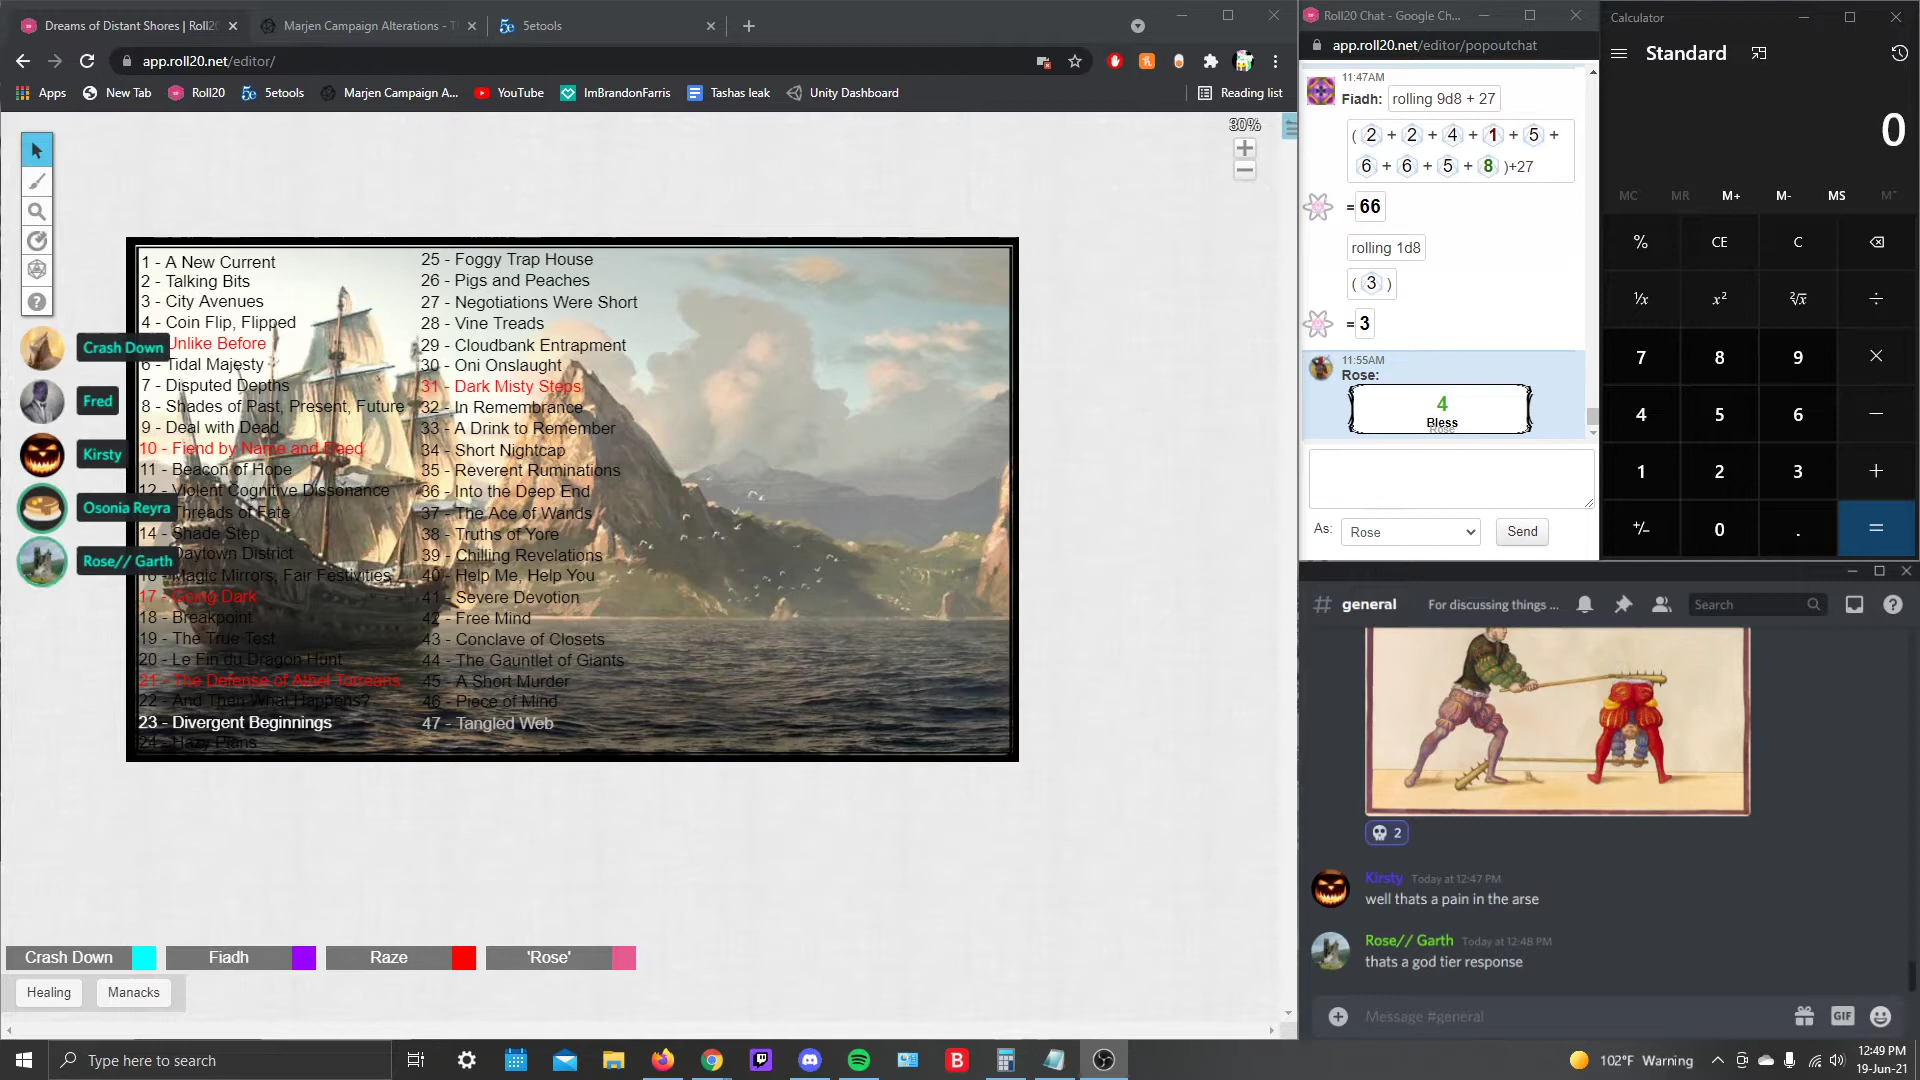 Dreams of Distant Shores | Roll20
Marjen Campaign Alterations - T
5etools
app.roll20.net/editor/
Apps
New Tab
Roll20
5etools
Marjen Campaign A...
YouTube
ImBrandonFarris
Tashas leak
Unity Dashboard
Reading list
30%
1 - A New Current
2 - Talking Bits
3 - City Avenues
4 - Coin Flip, Flipped
Unlike Before
6 - Tidal Majesty
7 - Disputed Depths
8 - Shades of Past, Present, Future
9 - Deal with Dead
10 - Fiend by Name and Deed
11 - Beacon of Hope
12 - Violent Cognitive Dissonance
Threads of Fate
14 - Shade Step
Daytown District
16 - Magic Mirrors, Fair Festivities
17 - Going Dark
18 - Breakpoint
19 - The True Test
20 - Le Fin du Dragon Hunt
21 - The Defense of Athel Torreans
22 - And Then What Happens?
23 - Divergent Beginnings
24 - Hazy Plans
25 - Foggy Trap House
26 - Pigs and Peaches
27 - Negotiations Were Short
28 - Vine Treads
29 - Cloudbank Entrapment
30 - Oni Onslaught
31 - Dark Misty Steps
32 - In Remembrance
33 - A Drink to Remember
34 - Short Nightcap
35 - Reverent Ruminations
36 - Into the Deep End
37 - The Ace of Wands
38 - Truths of Yore
39 - Chilling Revelations
40 - Help Me, Help You
41 - Severe Devotion
42 - Free Mind
43 - Conclave of Closets
44 - The Gauntlet of Giants
45 - A Short Murder
46 - Piece of Mind
47 - Tangled Web
Crash Down
Fred
Kirsty
Osonia Reyra
Rose// Garth
Crash Down
Fiadh
Raze
'Rose'
Healing
Manacks
Roll20 Chat - Google Ch...
app.roll20.net/editor/popoutchat
11:47AM
Fiadh: rolling 9d8 + 27
( 2 + 2 + 4 + 1 + 5 +
6 + 6 + 5 + 8 )+27
= 66
rolling 1d8
( 3 )
= 3
11:55AM
Rose:
4
Bless
Rose
As: Rose
Send
Calculator
Standard
0
MC MR M+ M- MS M˅
% CE C
¹/x x² ²√x ÷
7 8 9 ×
4 5 6 −
1 2 3 +
+/- 0 . =
# general
For discussing things ...
Search
2
Kirsty Today at 12:47 PM
well thats a pain in the arse
Rose// Garth Today at 12:48 PM
thats a god tier response
Message #general
GIF
Type here to search
102°F Warning
12:49 PM
19-Jun-21